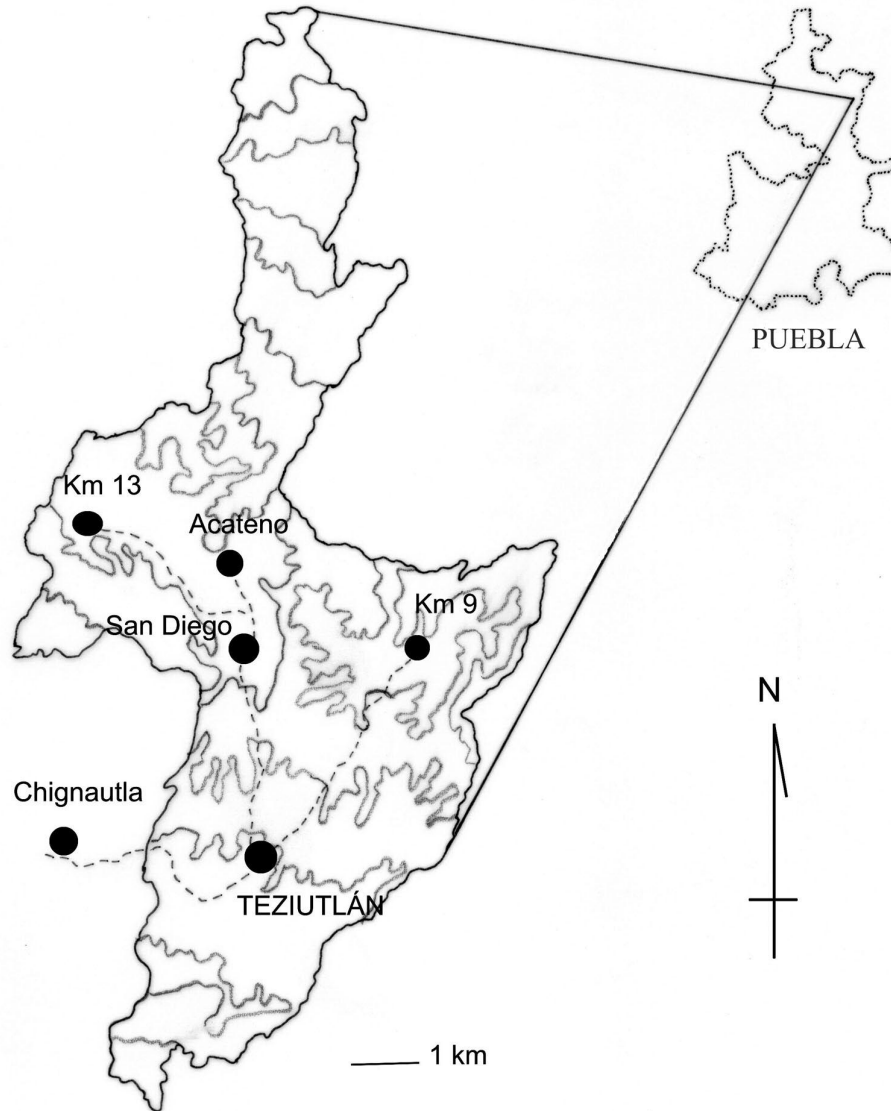 PUEBLA
Km 13
Acateno
San Diego
Km 9
N
Chignautla
TEZIUTLÁN
1 km